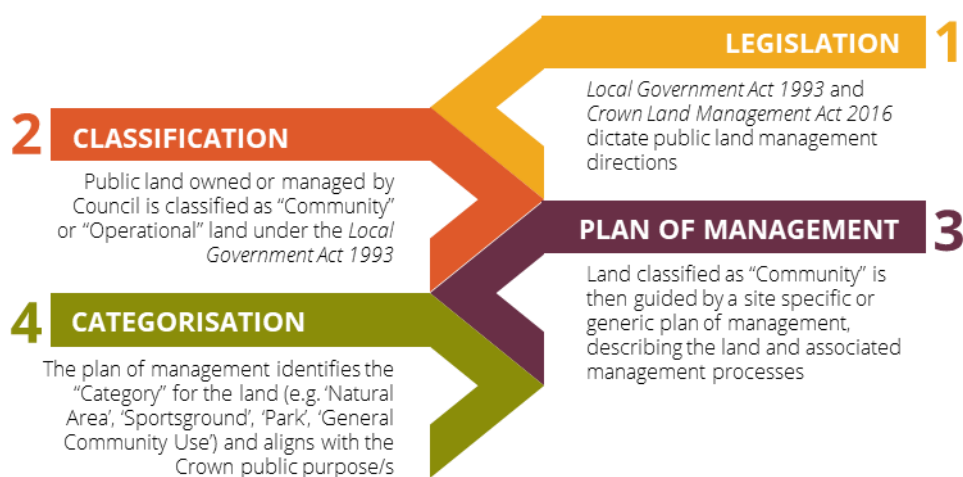 1
LEGISLATION
Local Government Act 1993 and
Crown Land Management Act 2016
dictate public land management
directions
2
CLASSIFICATION
Public land owned or managed by
Council is classified as “Community”
or “Operational” land under the Local
Government Act 1993
3
PLAN OF MANAGEMENT
Land classified as “Community” is
then guided by a site specific or
generic plan of management,
describing the land and associated
management processes
4
CATEGORISATION
The plan of management identifies the
“Category” for the land (e.g. ‘Natural
Area’, ‘Sportsground’, ‘Park’, ‘General
Community Use’) and aligns with the
Crown public purpose/s